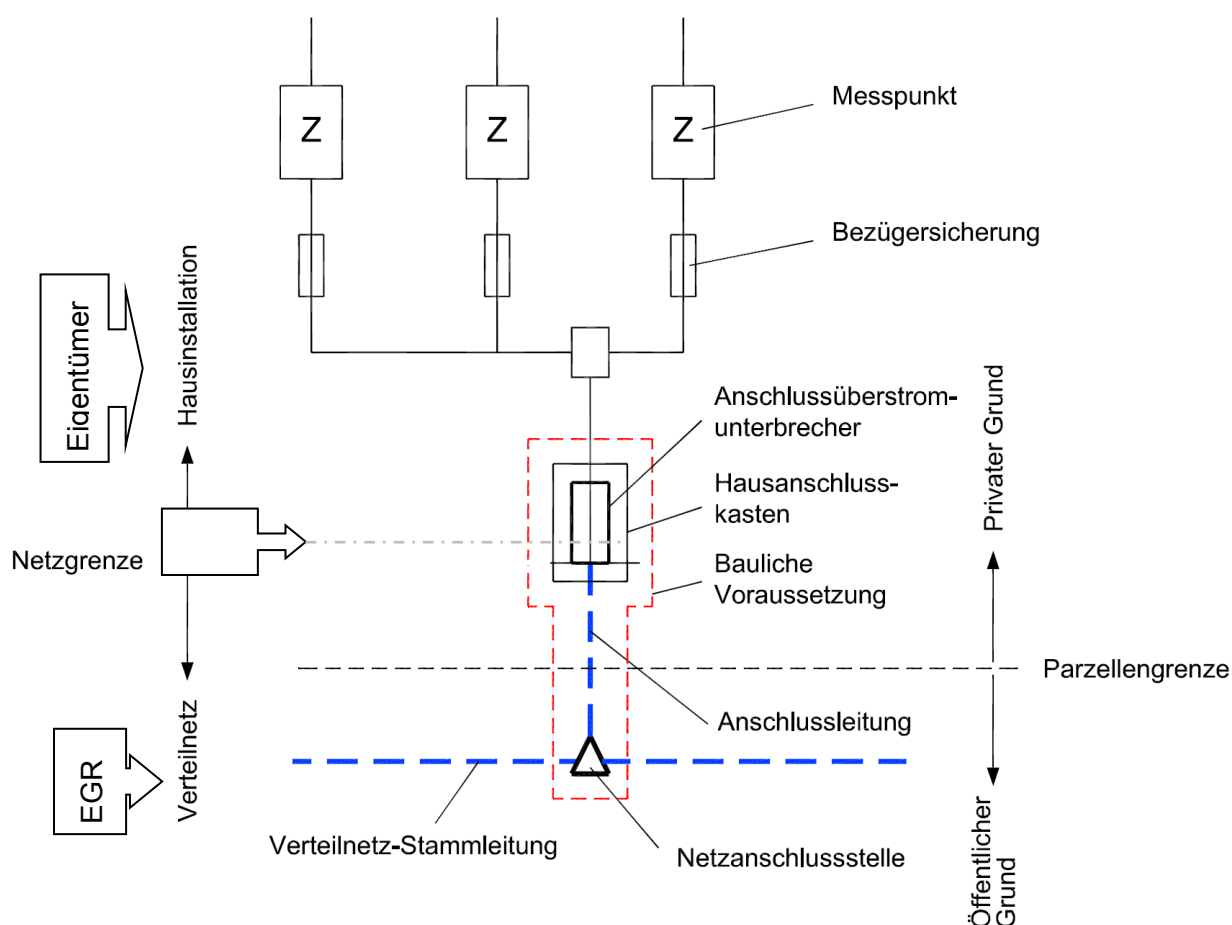 Z
Z
Z
Messpunkt
Bezügersicherung
Eigentümer
Hausinstallation
Anschlussüberstrom-
unterbrecher
Hausanschluss-
kasten
Privater Grund
Netzgrenze
Bauliche
Voraussetzung
Parzellengrenze
Anschlussleitung
EGR
Verteilnetz
Verteilnetz-Stammleitung
Netzanschlussstelle
Öffentlicher
Grund